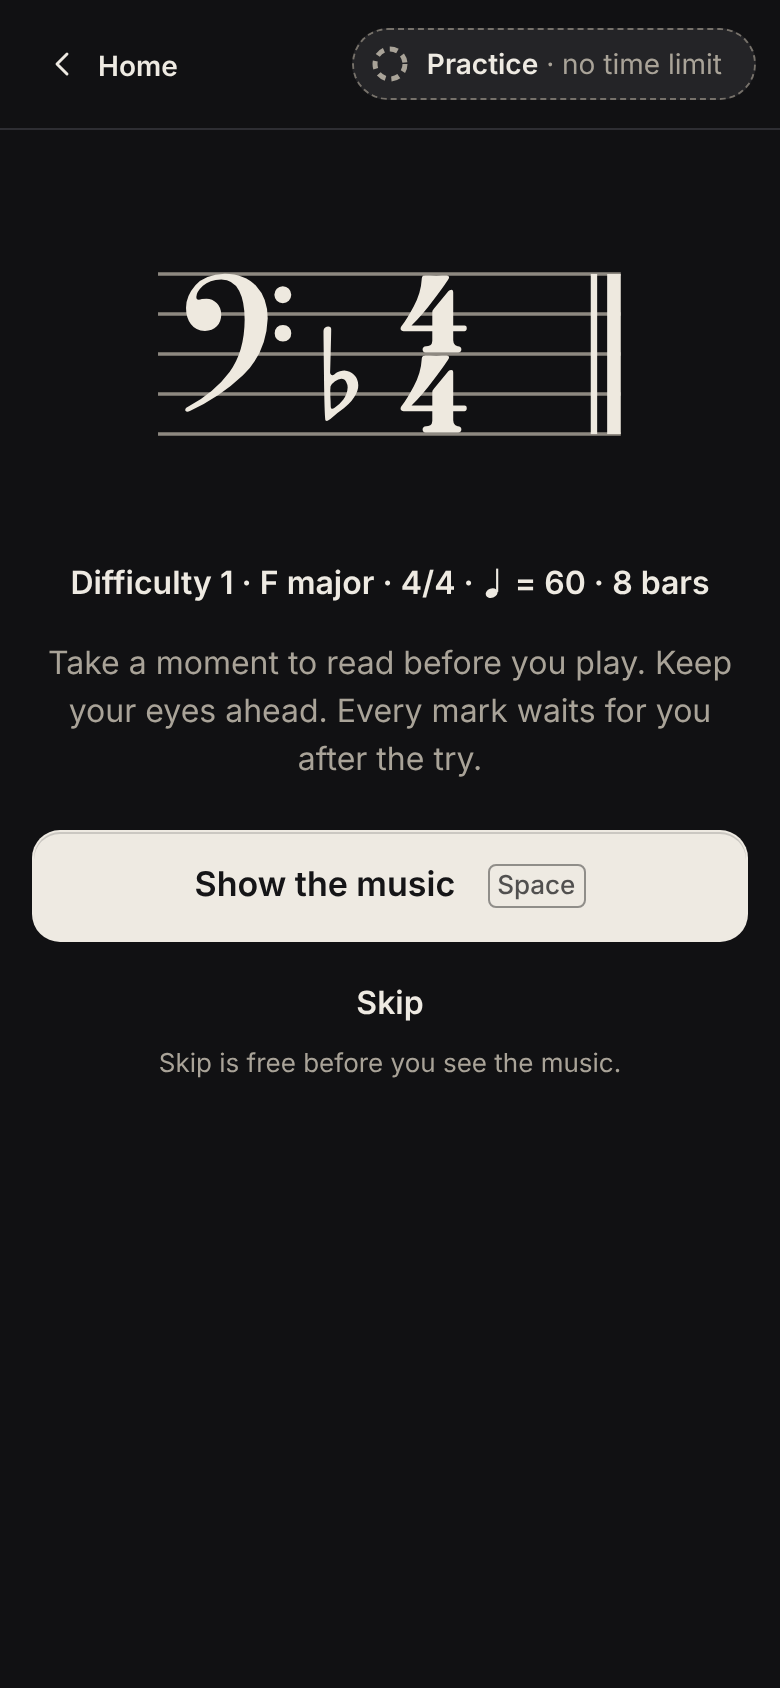 Home
Practice · no time limit
4
4
Difficulty 1 · F major · 4/4 · ♩ = 60 · 8 bars
Take a moment to read before you play. Keep
your eyes ahead. Every mark waits for you
after the try.
Show the music Space
Skip
Skip is free before you see the music.